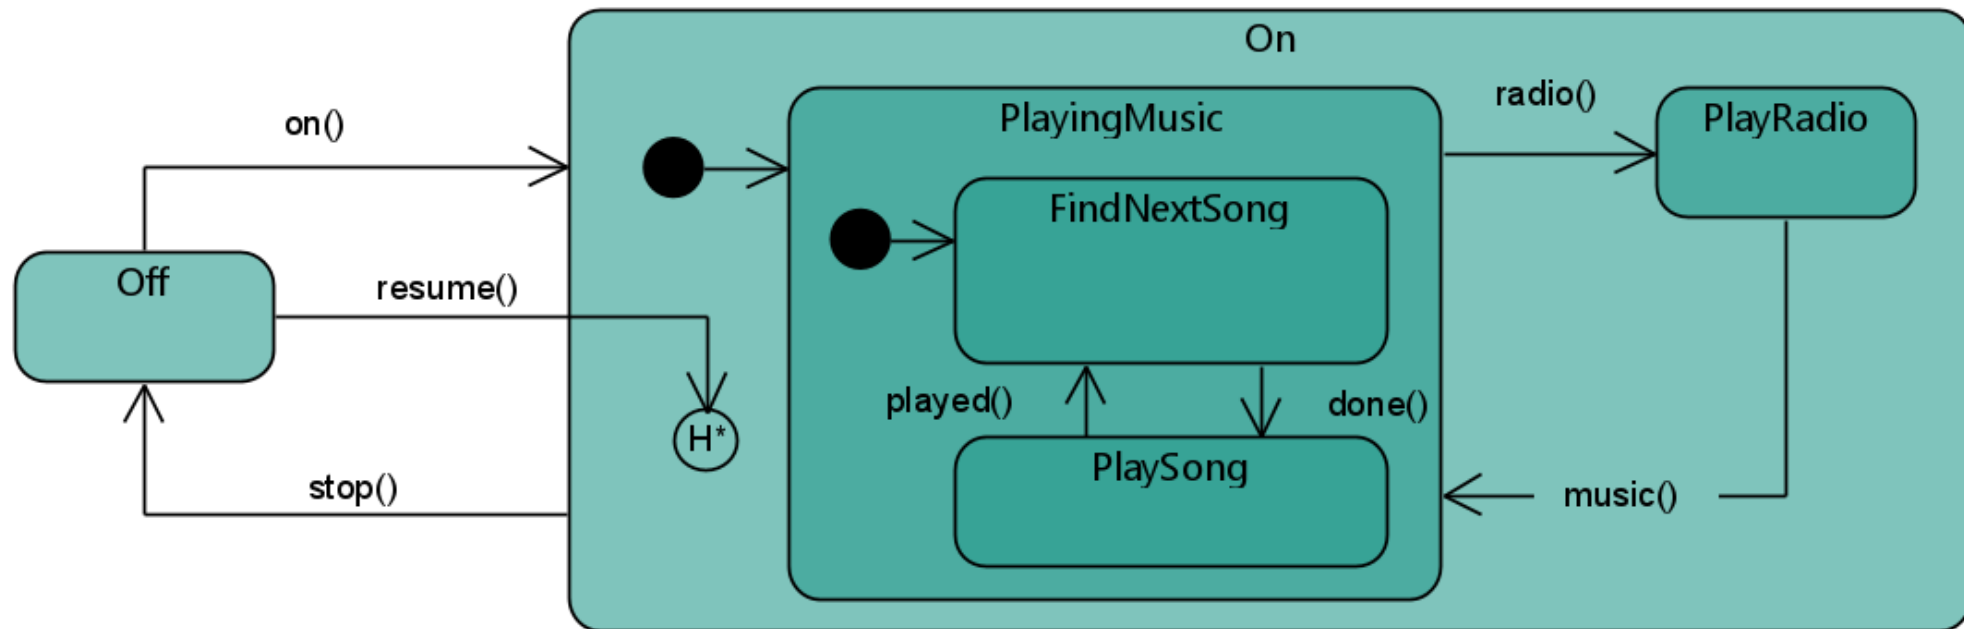 On
on()
PlayingMusic
radio()
PlayRadio
FindNextSong
Off
resume()
played()
done()
H*
PlaySong
stop()
music()